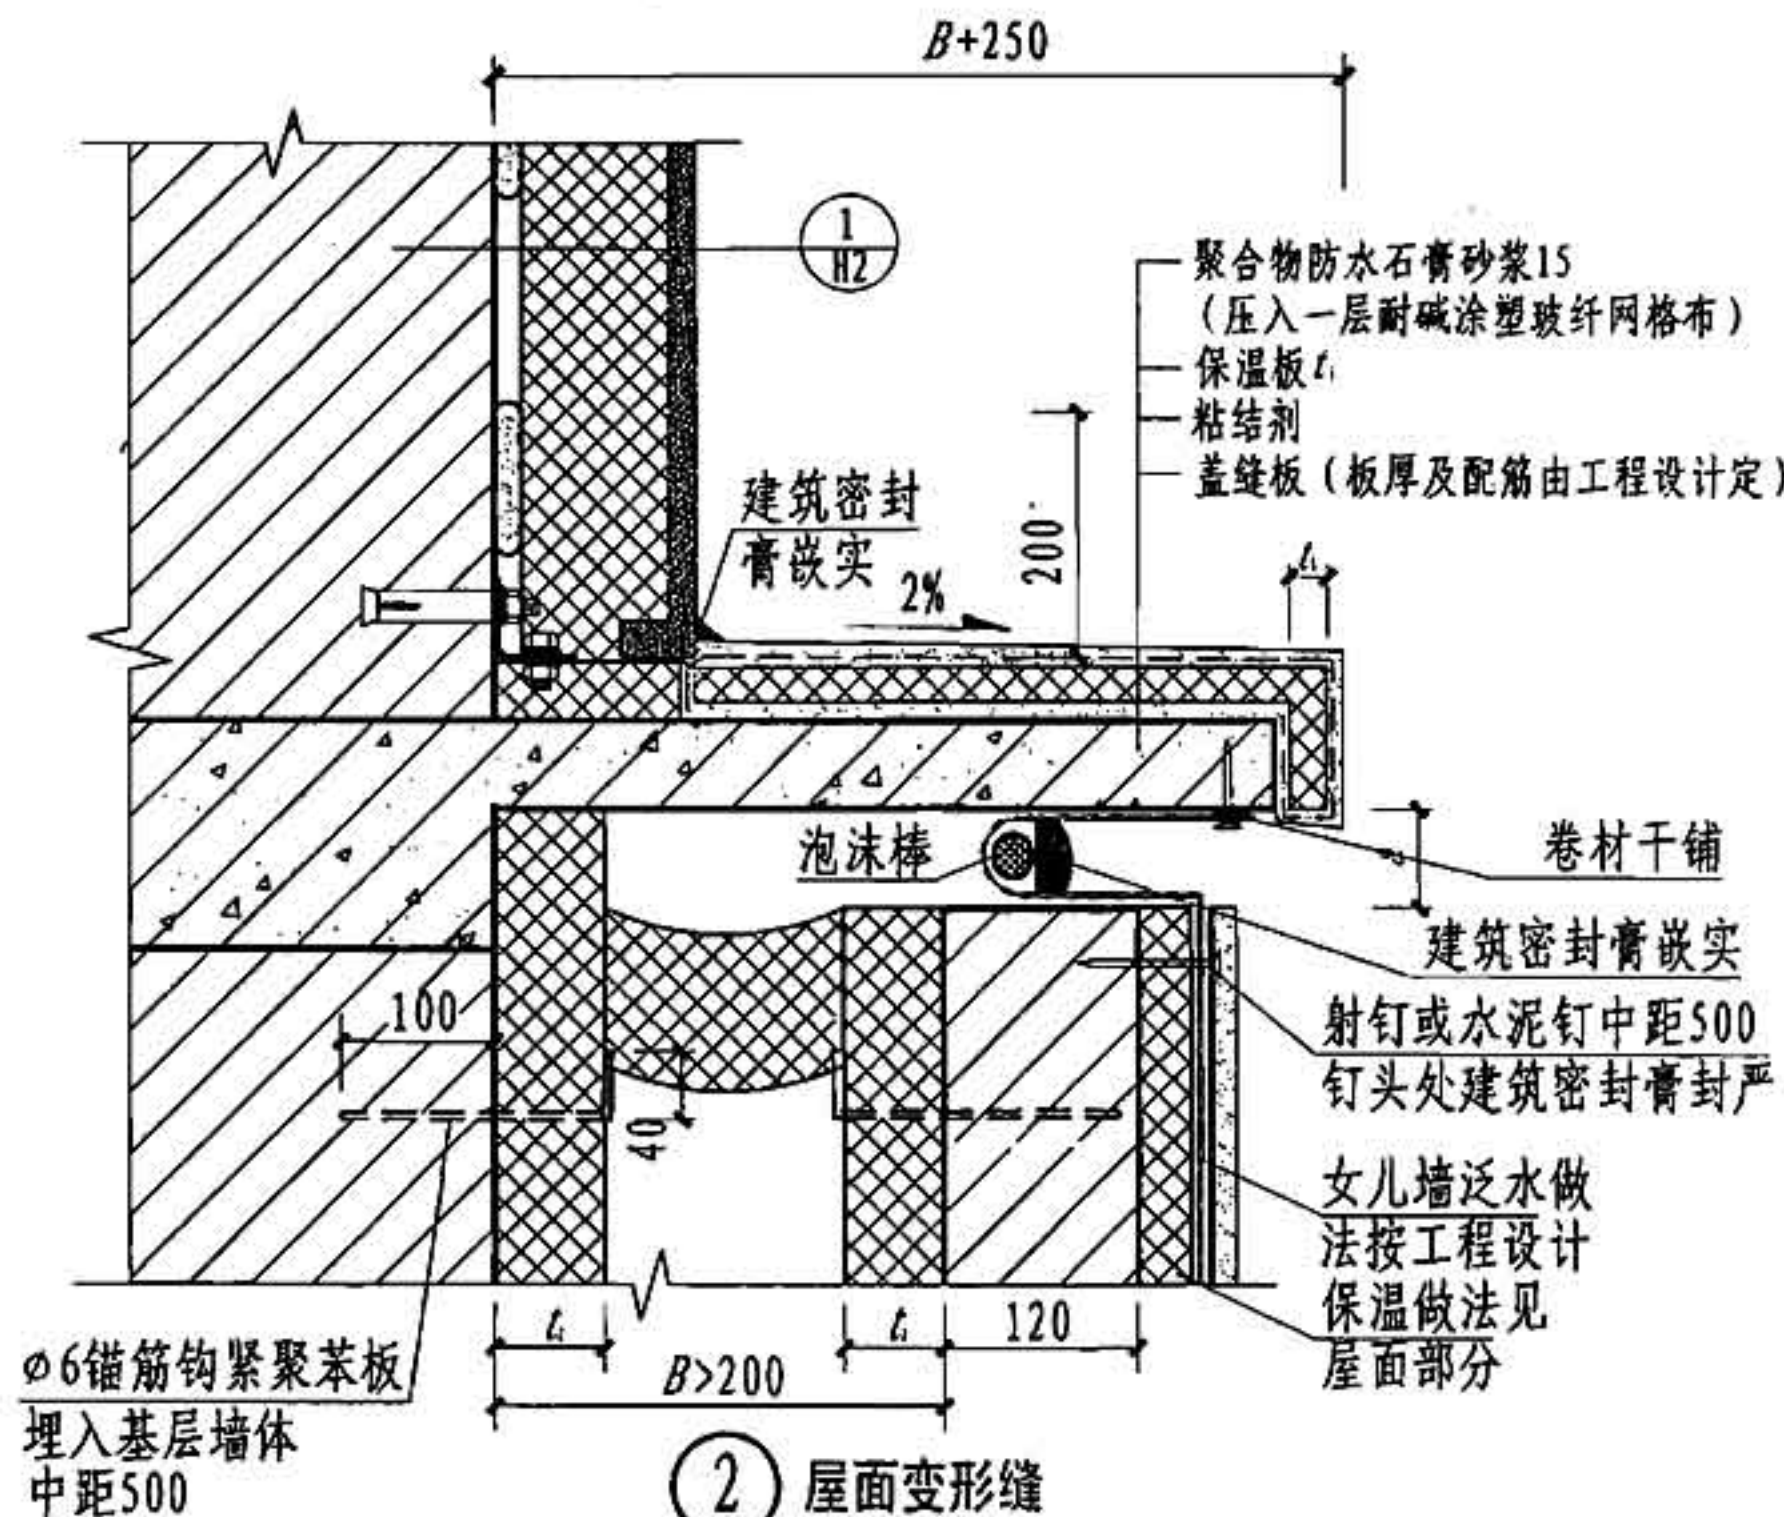 B+250
1
H2
聚合物防水石膏砂浆15
（压入一层耐碱涂塑玻纤网格布）
保温板t₁
粘结剂
盖缝板（板厚及配筋由工程设计定）
建筑密封
膏嵌实
2%
200
t₁
泡沫棒
卷材干铺
建筑密封膏嵌实
射钉或水泥钉中距500
钉头处建筑密封膏封严
100
40
女儿墙泛水做
法按工程设计
保温做法见
屋面部分
t₁
t₁
120
B>200
ø6锚筋钩紧聚苯板
埋入基层墙体
中距500
2 屋面变形缝